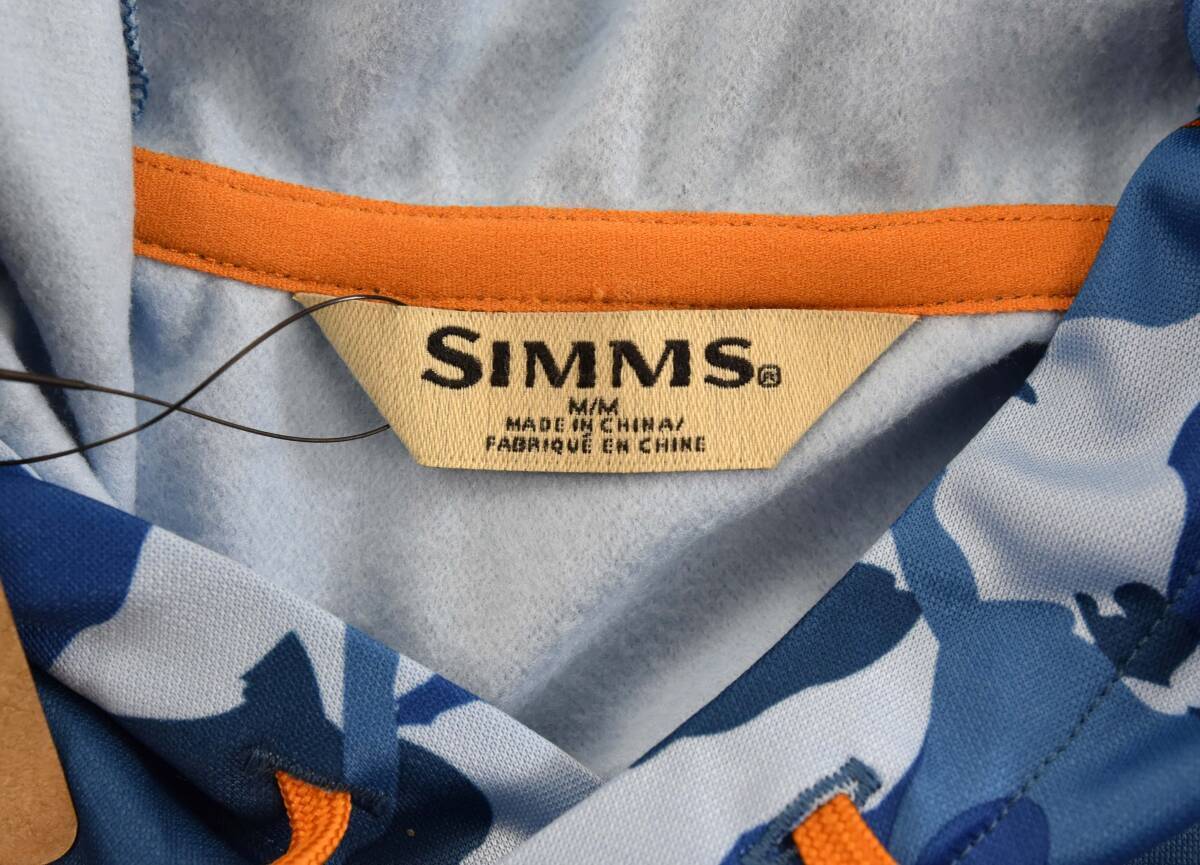 SIMMS®
M/M
MADE IN CHINA/
FABRIQUÉ EN CHINE